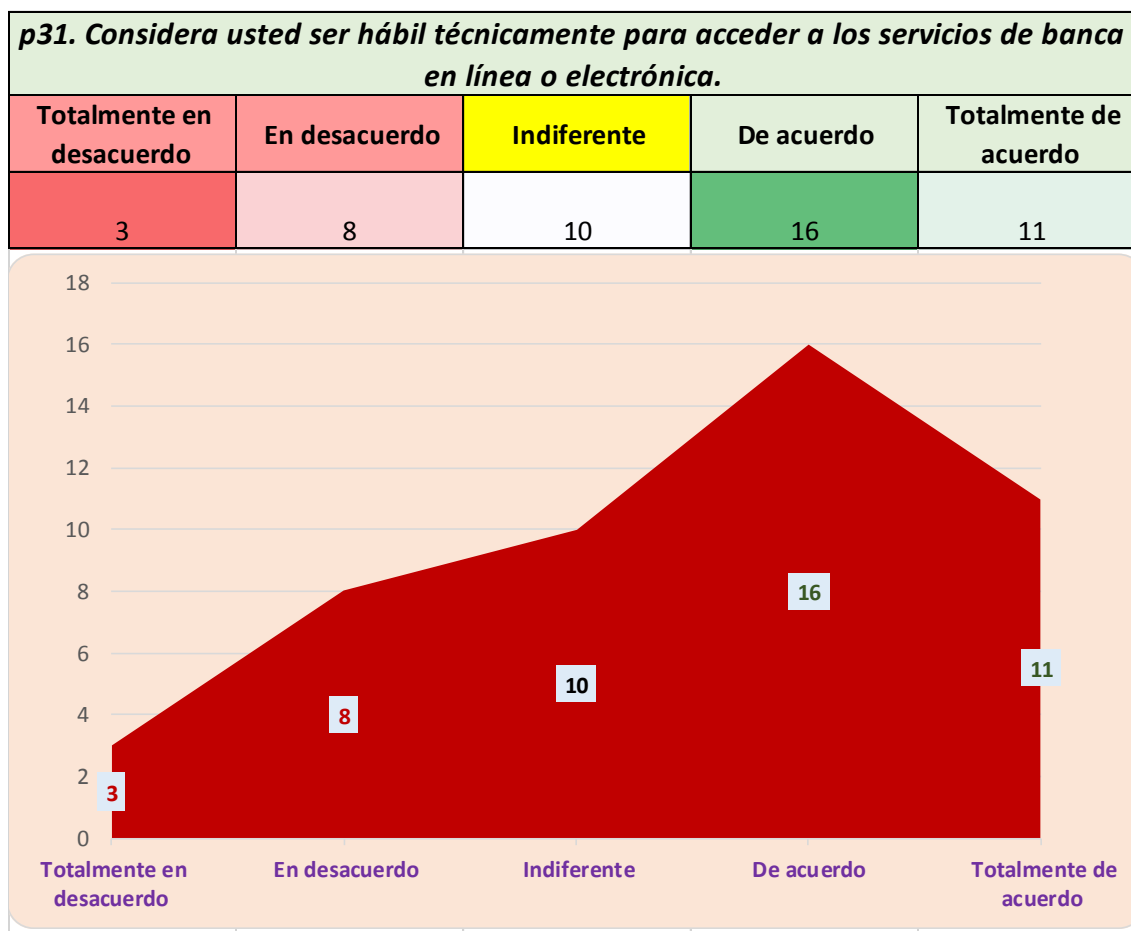 p31. Considera usted ser hábil técnicamente para acceder a los servicios de banca
en línea o electrónica.
Totalmente en
desacuerdo
En desacuerdo
Indiferente
De acuerdo
Totalmente de
acuerdo
3
8
10
16
11
18
16
14
12
10
8
6
4
2
0
3
8
10
16
11
Totalmente en
desacuerdo
En desacuerdo
Indiferente
De acuerdo
Totalmente de
acuerdo